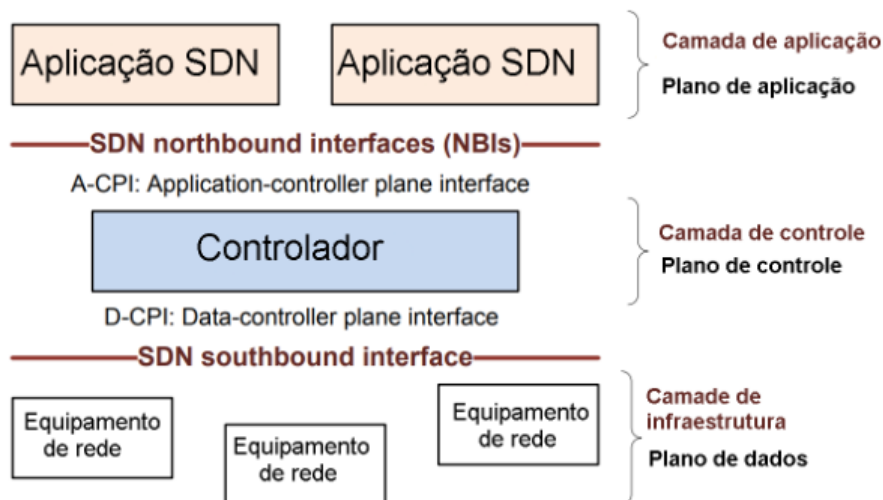 Aplicação SDN
Aplicação SDN
Camada de aplicação
Plano de aplicação
SDN northbound interfaces (NBIs)
A-CPI: Application-controller plane interface
Controlador
Camada de controle
Plano de controle
D-CPI: Data-controller plane interface
SDN southbound interface
Equipamento
de rede
Equipamento
de rede
Equipamento
de rede
Camade de
infraestrutura
Plano de dados